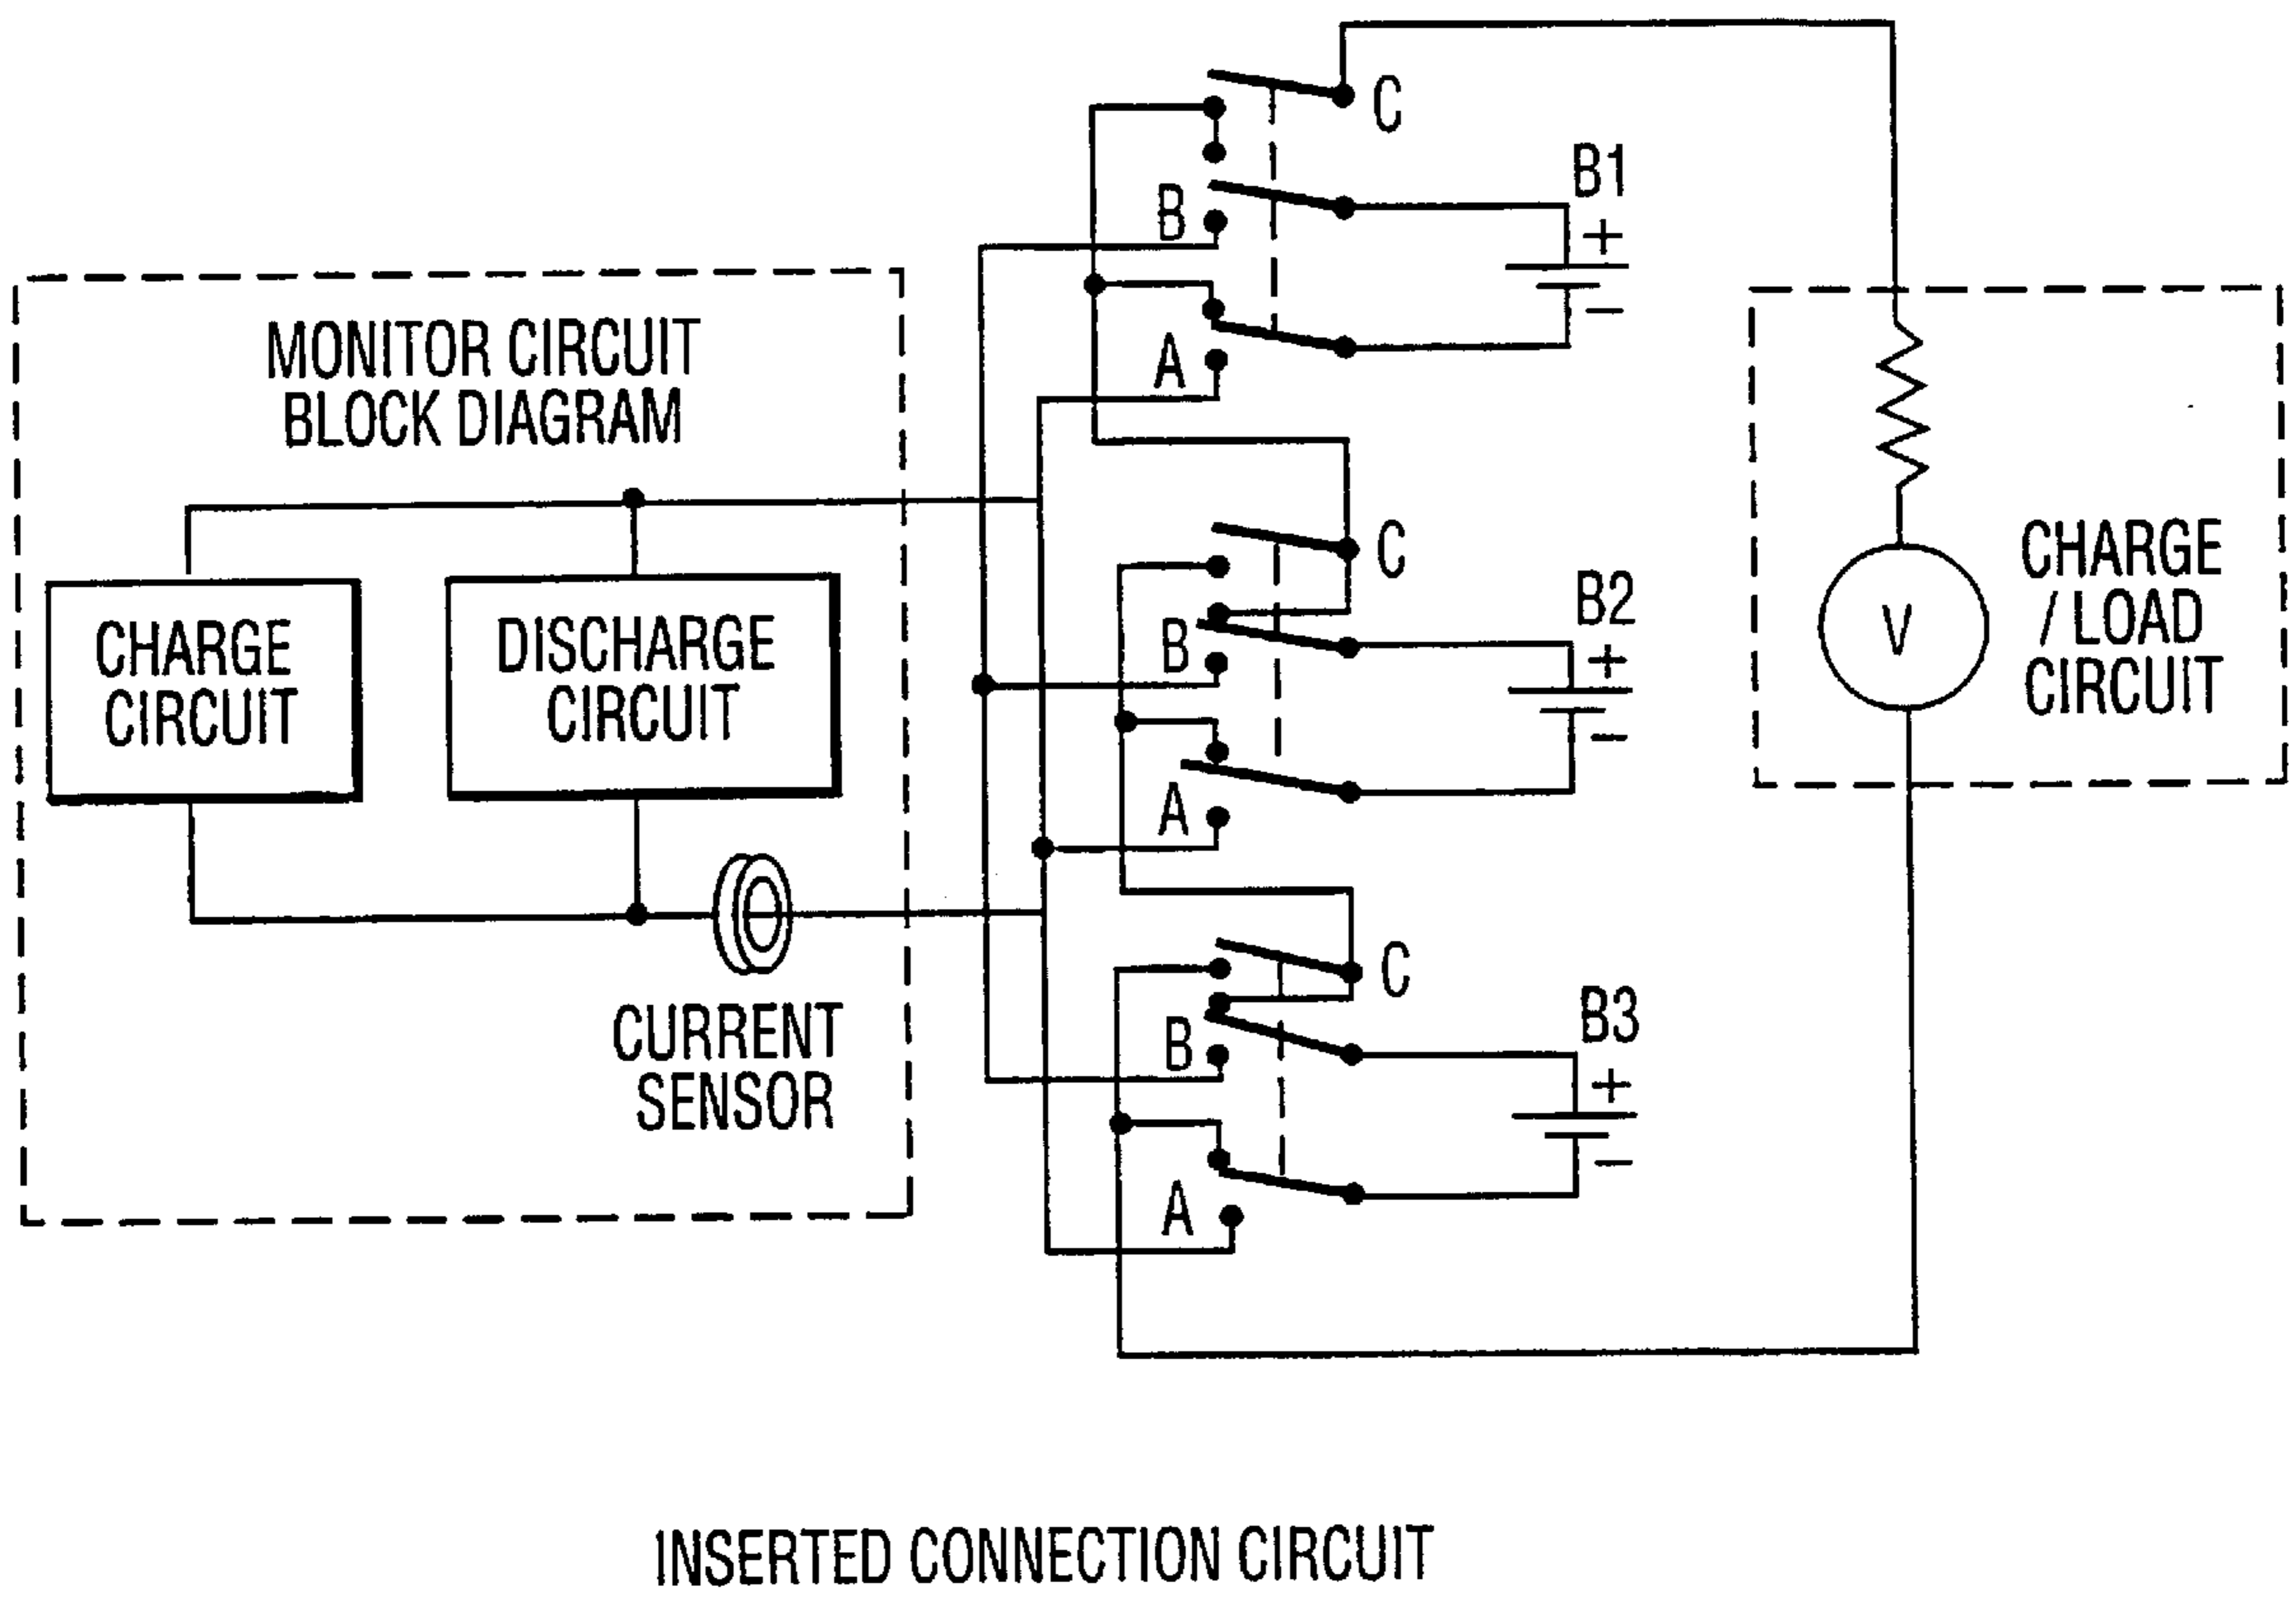 C
B1
B
+
−
MONITOR CIRCUIT
BLOCK DIAGRAM
A
C
CHARGE
/ LOAD
CIRCUIT
V
B2
B
+
−
CHARGE
CIRCUIT
DISCHARGE
CIRCUIT
A
C
B3
CURRENT
SENSOR
B
+
−
A
INSERTED CONNECTION CIRCUIT